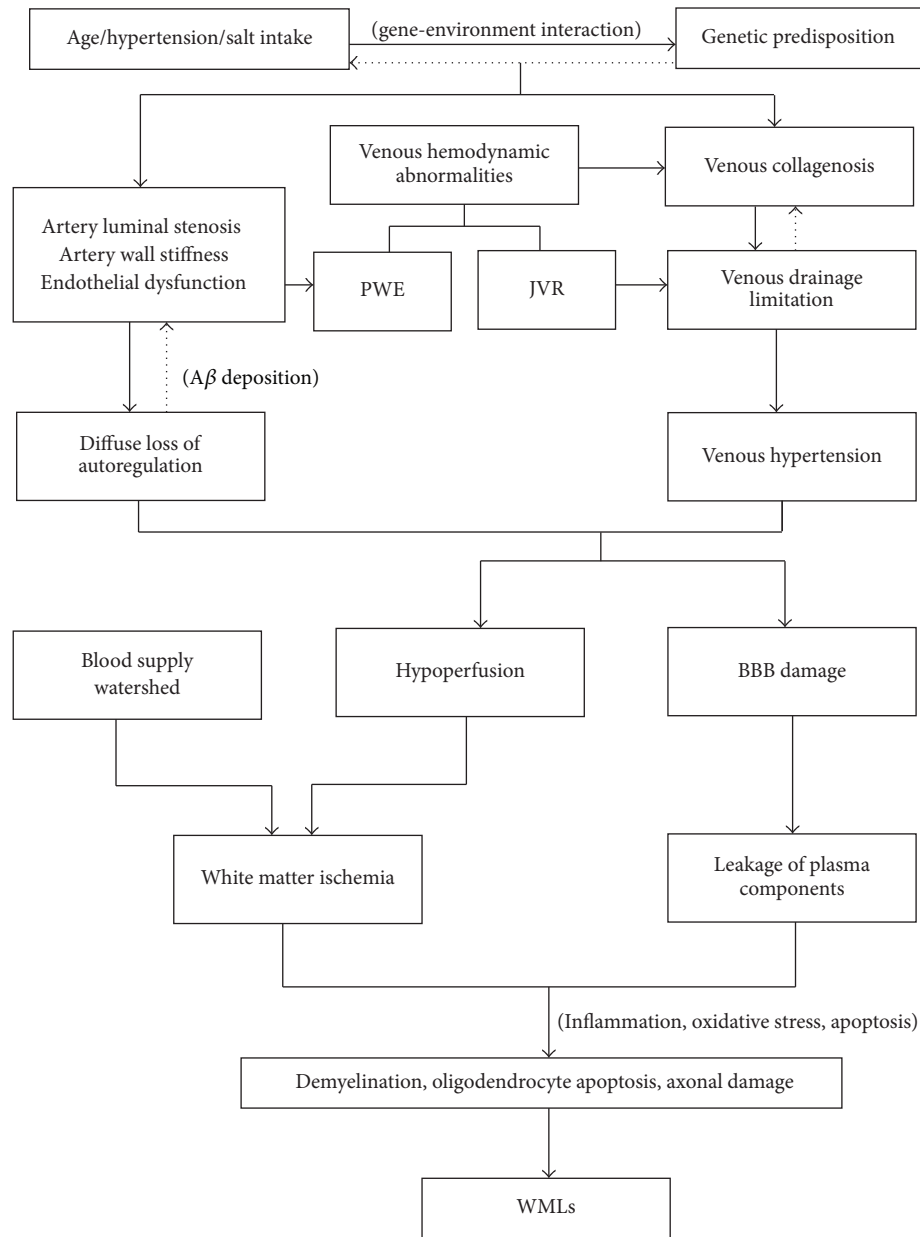 Age/hypertension/salt intake
(gene-environment interaction)
Genetic predisposition
Venous hemodynamic
abnormalities
Venous collagenosis
Artery luminal stenosis
Artery wall stiffness
Endothelial dysfunction
PWE
JVR
Venous drainage
limitation
(Aβ deposition)
Diffuse loss of
autoregulation
Venous hypertension
Blood supply
watershed
Hypoperfusion
BBB damage
White matter ischemia
Leakage of plasma
components
(Inflammation, oxidative stress, apoptosis)
Demyelination, oligodendrocyte apoptosis, axonal damage
WMLs